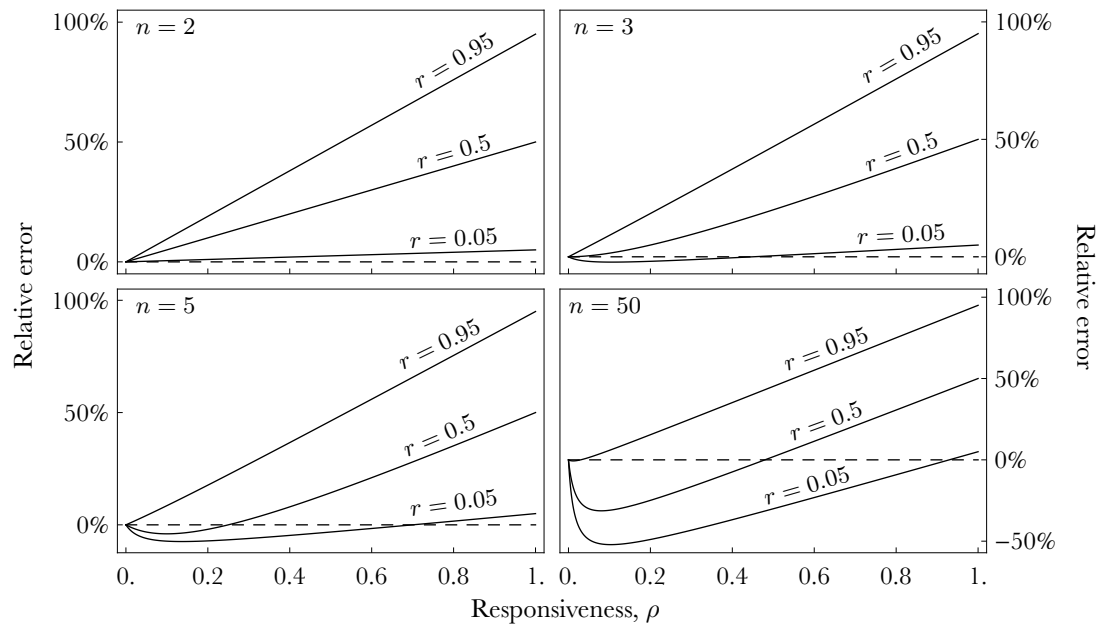 100%
50%
0%
n = 2
r = 0.95
r = 0.5
r = 0.05
n = 3
r = 0.95
r = 0.5
r = 0.05
100%
50%
0%
Relative error
Relative error
100%
50%
0%
n = 5
r = 0.95
r = 0.5
r = 0.05
0. 0.2 0.4 0.6 0.8 1.
n = 50
r = 0.95
r = 0.5
r = 0.05
100%
50%
0%
−50%
0. 0.2 0.4 0.6 0.8 1.
Responsiveness, ρ